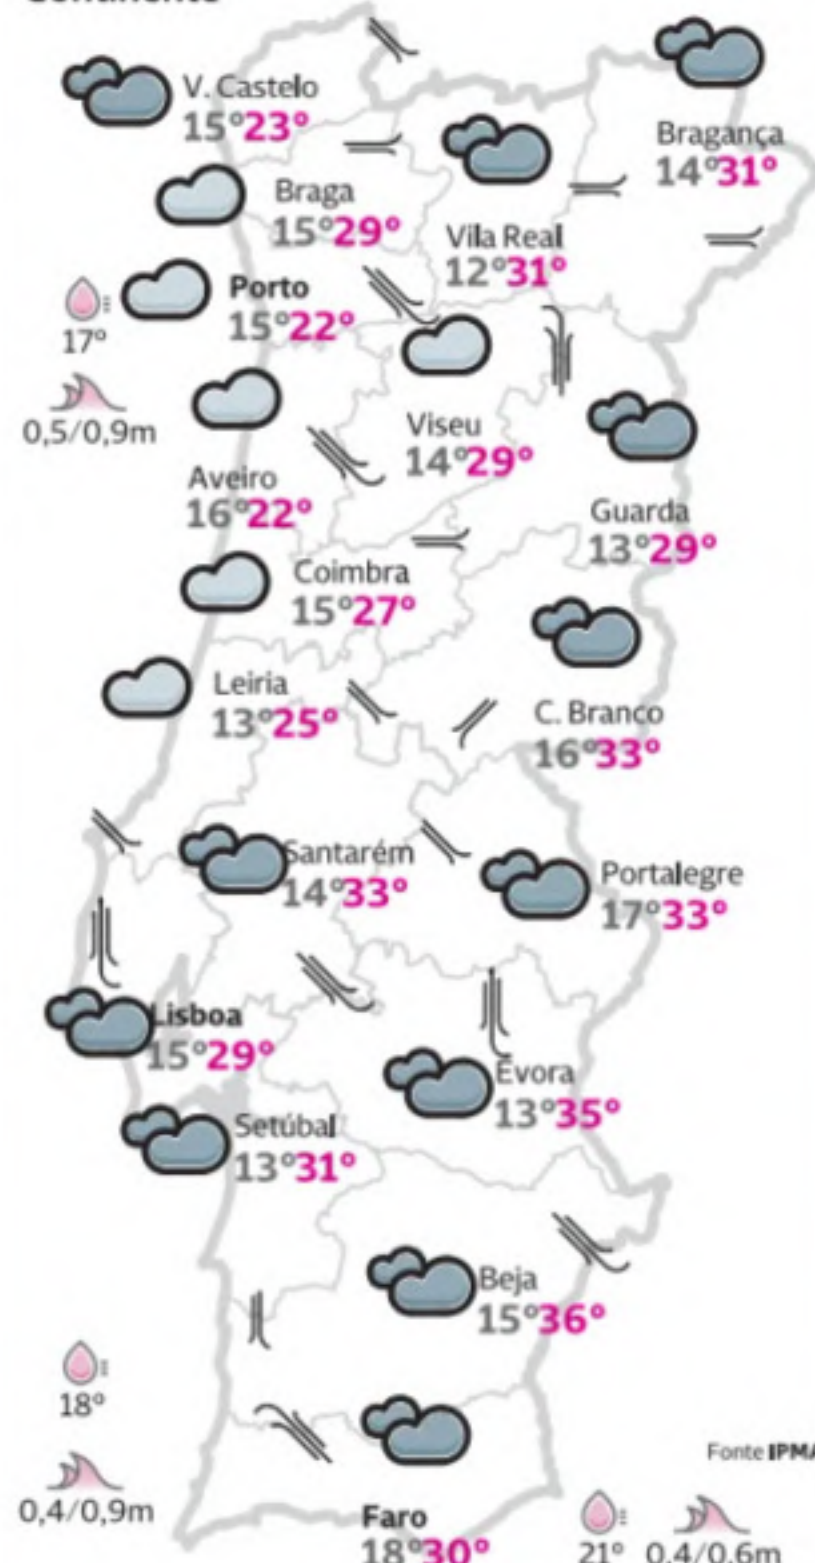 Continente
V. Castelo
15°23°
Bragança
14°31°
Braga
15°29°
Vila Real
12°31°
Porto
15°22°
17°
0,5/0,9m
Viseu
14°29°
Aveiro
16°22°
Guarda
13°29°
Coimbra
15°27°
Leiria
13°25°
C. Branco
16°33°
Santarém
14°33°
Portalegre
17°33°
Lisboa
15°29°
Évora
13°35°
Setúbal
13°31°
Beja
15°36°
18°
0,4/0,9m
Fonte IPMA
Faro
18°30°
21°
0,4/0,6m